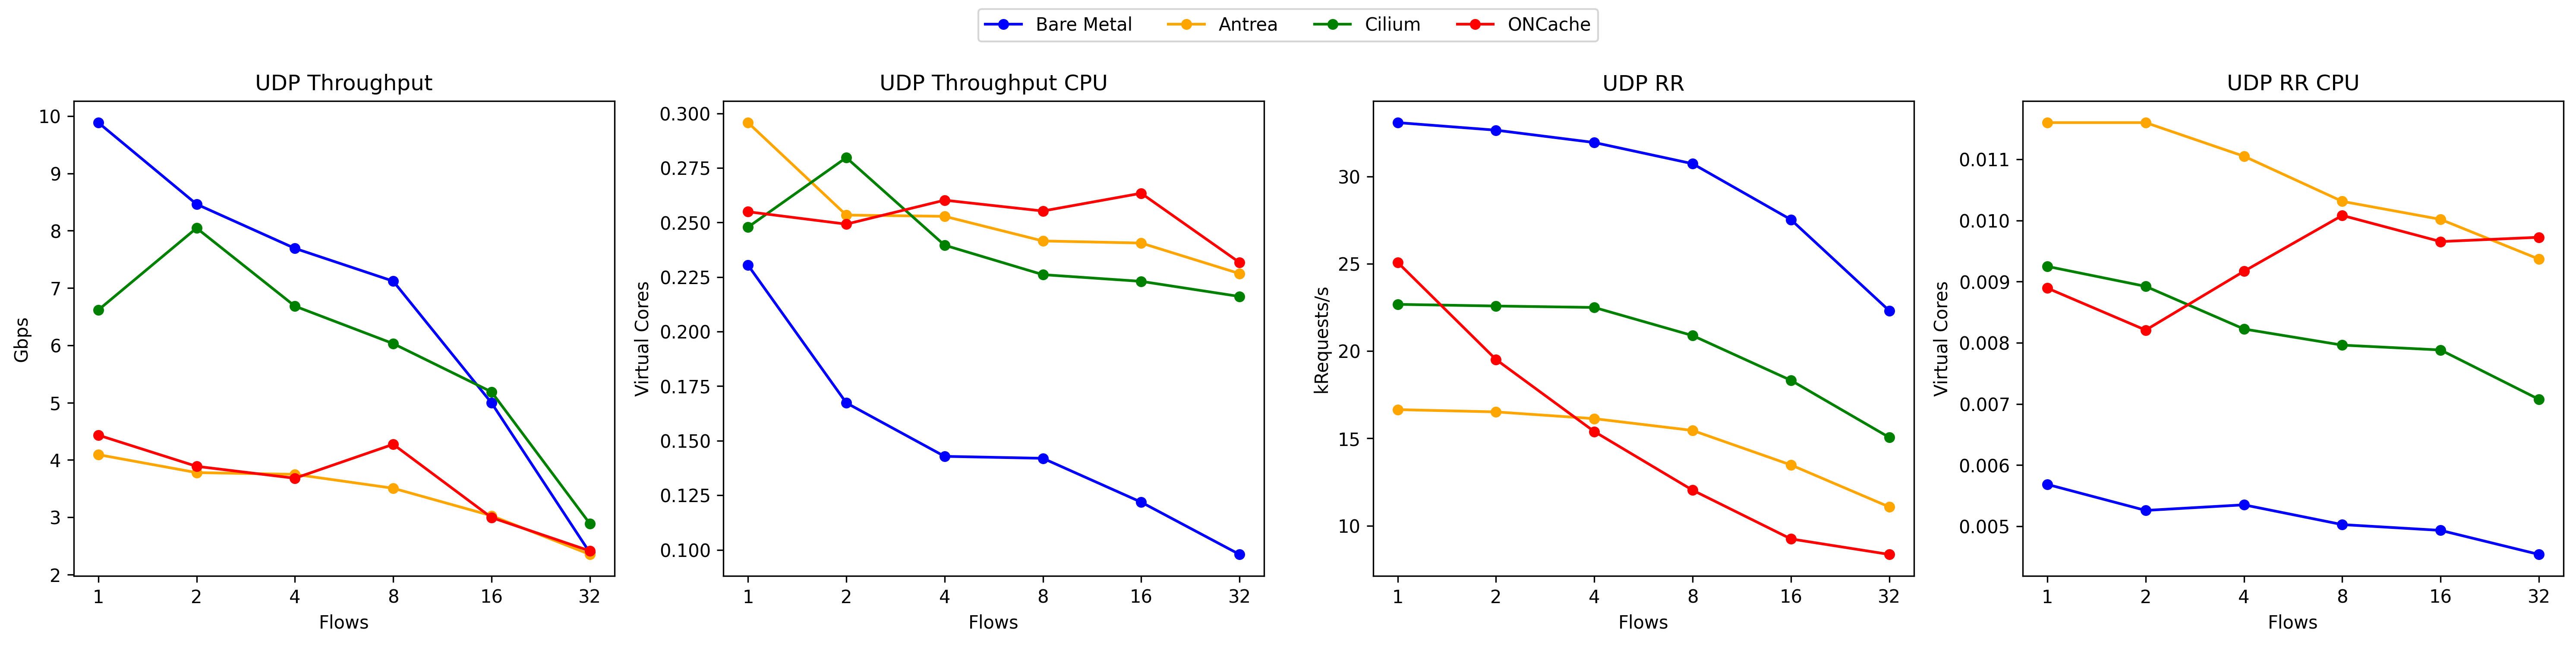 Bare Metal Antrea Cilium ONCache
UDP Throughput
10
9
8
7
6
5
4
3
2
Gbps
1 2 4 8 16 32
Flows
UDP Throughput CPU
0.300
0.275
0.250
0.225
0.200
0.175
0.150
0.125
0.100
Virtual Cores
1 2 4 8 16 32
Flows
UDP RR
30
25
20
15
10
kRequests/s
1 2 4 8 16 32
Flows
UDP RR CPU
0.011
0.010
0.009
0.008
0.007
0.006
0.005
Virtual Cores
1 2 4 8 16 32
Flows